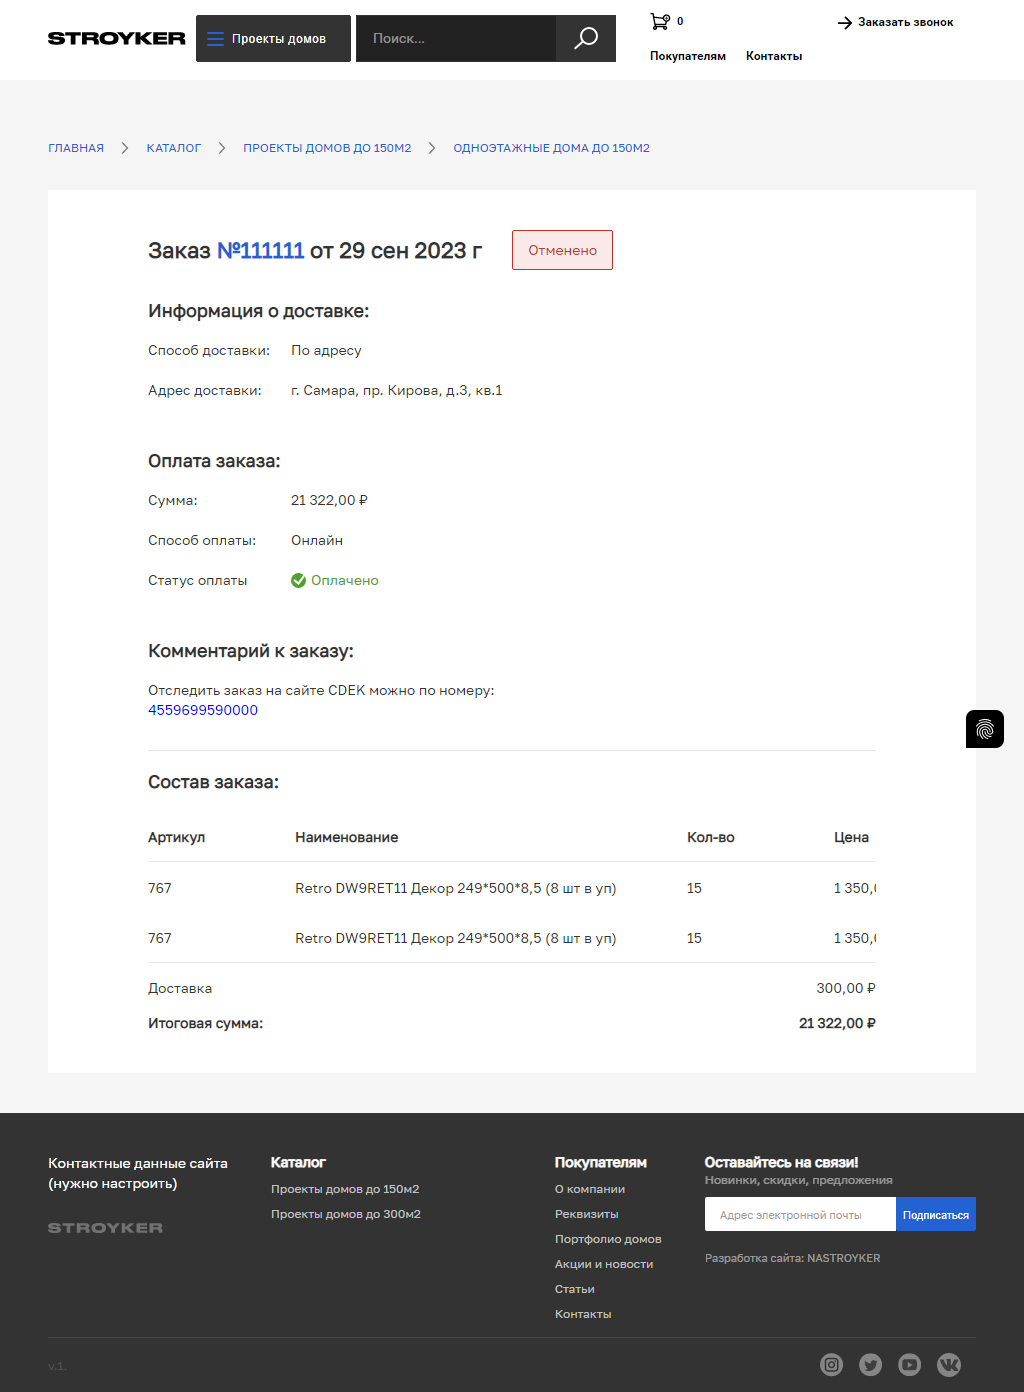 STROYKER
Проекты домов
Поиск...
0
Заказать звонок
Покупателям Контакты
ГЛАВНАЯ КАТАЛОГ ПРОЕКТЫ ДОМОВ ДО 150М2 ОДНОЭТАЖНЫЕ ДОМА ДО 150М2
Заказ №111111 от 29 сен 2023 г
Отменено
Информация о доставке:
Способ доставки: По адресу
Адрес доставки: г. Самара, пр. Кирова, д.3, кв.1
Оплата заказа:
Сумма: 21 322,00 ₽
Способ оплаты: Онлайн
Статус оплаты Оплачено
Комментарий к заказу:
Отследить заказ на сайте CDEK можно по номеру:
4559699590000
Состав заказа:
Артикул Наименование Кол-во Цена
767 Retro DW9RET11 Декор 249*500*8,5 (8 шт в уп) 15 1 350,0
767 Retro DW9RET11 Декор 249*500*8,5 (8 шт в уп) 15 1 350,0
Доставка 300,00 ₽
Итоговая сумма: 21 322,00 ₽
Контактные данные сайта
(нужно настроить)
STROYKER
Каталог
Проекты домов до 150м2
Проекты домов до 300м2
Покупателям
О компании
Реквизиты
Портфолио домов
Акции и новости
Статьи
Контакты
Оставайтесь на связи!
Новинки, скидки, предложения
Адрес электронной почты
Подписаться
Разработка сайта: NASTROYKER
v.1.